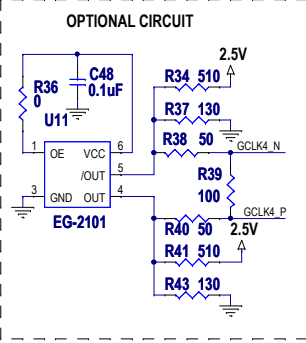 OPTIONAL CIRCUIT
2.5V
R36
0
C48
0.1uF
R34 510
R37 130
U11
R38 50
GCLK4_N
1 OE VCC 6
/OUT 5
R39
100
3 GND OUT 4
GCLK4_P
EG-2101
R40 50
2.5V
R41 510
R43 130